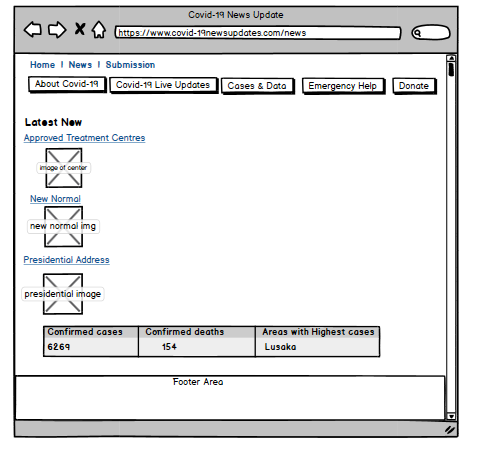 Covid-19 News Update
https://www.covid-19newsupdates.com/news
Home | News | Submission
About Covid-19 Covid-19 Live Updates Cases & Data Emergency Help Donate
Latest New
Approved Treatment Centres
image of center
New Normal
new normal img
Presidential Address
presidential image
Confirmed cases Confirmed deaths Areas with Highest cases
6269 154 Lusaka
Footer Area